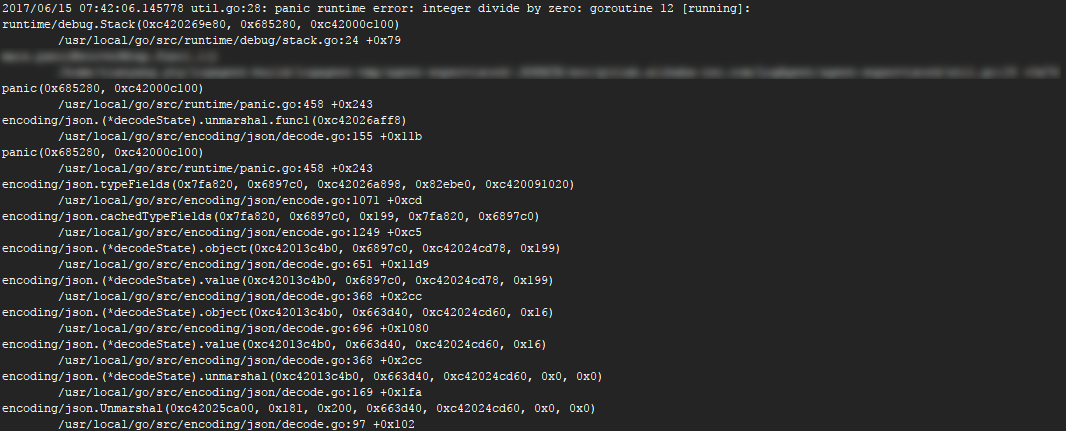 2017/06/15 07:42:06.145778 util.go:28: panic runtime error: integer divide by zero: goroutine 12 [running]:
runtime/debug.Stack(0xc420269e80, 0x685280, 0xc42000c100)
/usr/local/go/src/runtime/debug/stack.go:24 +0x79
panic(0x685280, 0xc42000c100)
/usr/local/go/src/runtime/panic.go:458 +0x243
encoding/json.(*decodeState).unmarshal.func1(0xc42026aff8)
/usr/local/go/src/encoding/json/decode.go:155 +0x11b
panic(0x685280, 0xc42000c100)
/usr/local/go/src/runtime/panic.go:458 +0x243
encoding/json.typeFields(0x7fa820, 0x6897c0, 0xc42026a898, 0x82ebe0, 0xc420091020)
/usr/local/go/src/encoding/json/encode.go:1071 +0xcd
encoding/json.cachedTypeFields(0x7fa820, 0x6897c0, 0x199, 0x7fa820, 0x6897c0)
/usr/local/go/src/encoding/json/encode.go:1249 +0xc5
encoding/json.(*decodeState).object(0xc42013c4b0, 0x6897c0, 0xc42024cd78, 0x199)
/usr/local/go/src/encoding/json/decode.go:651 +0x11d9
encoding/json.(*decodeState).value(0xc42013c4b0, 0x6897c0, 0xc42024cd78, 0x199)
/usr/local/go/src/encoding/json/decode.go:368 +0x2cc
encoding/json.(*decodeState).object(0xc42013c4b0, 0x663d40, 0xc42024cd60, 0x16)
/usr/local/go/src/encoding/json/decode.go:696 +0x1080
encoding/json.(*decodeState).value(0xc42013c4b0, 0x663d40, 0xc42024cd60, 0x16)
/usr/local/go/src/encoding/json/decode.go:368 +0x2cc
encoding/json.(*decodeState).unmarshal(0xc42013c4b0, 0x663d40, 0xc42024cd60, 0x0, 0x0)
/usr/local/go/src/encoding/json/decode.go:169 +0x1fa
encoding/json.Unmarshal(0xc42025ca00, 0x181, 0x200, 0x663d40, 0xc42024cd60, 0x0, 0x0)
/usr/local/go/src/encoding/json/decode.go:97 +0x102